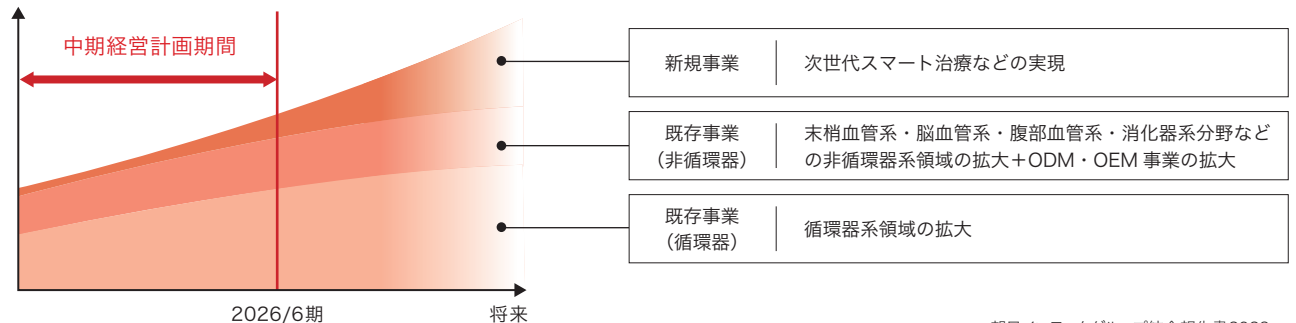 中期経営計画期間
新規事業
次世代スマート治療などの実現
既存事業
(非循環器)
末梢血管系・脳血管系・腹部血管系・消化器系分野など
の非循環器系領域の拡大+ODM・OEM 事業の拡大
既存事業
(循環器)
循環器系領域の拡大
2026/6期
将来